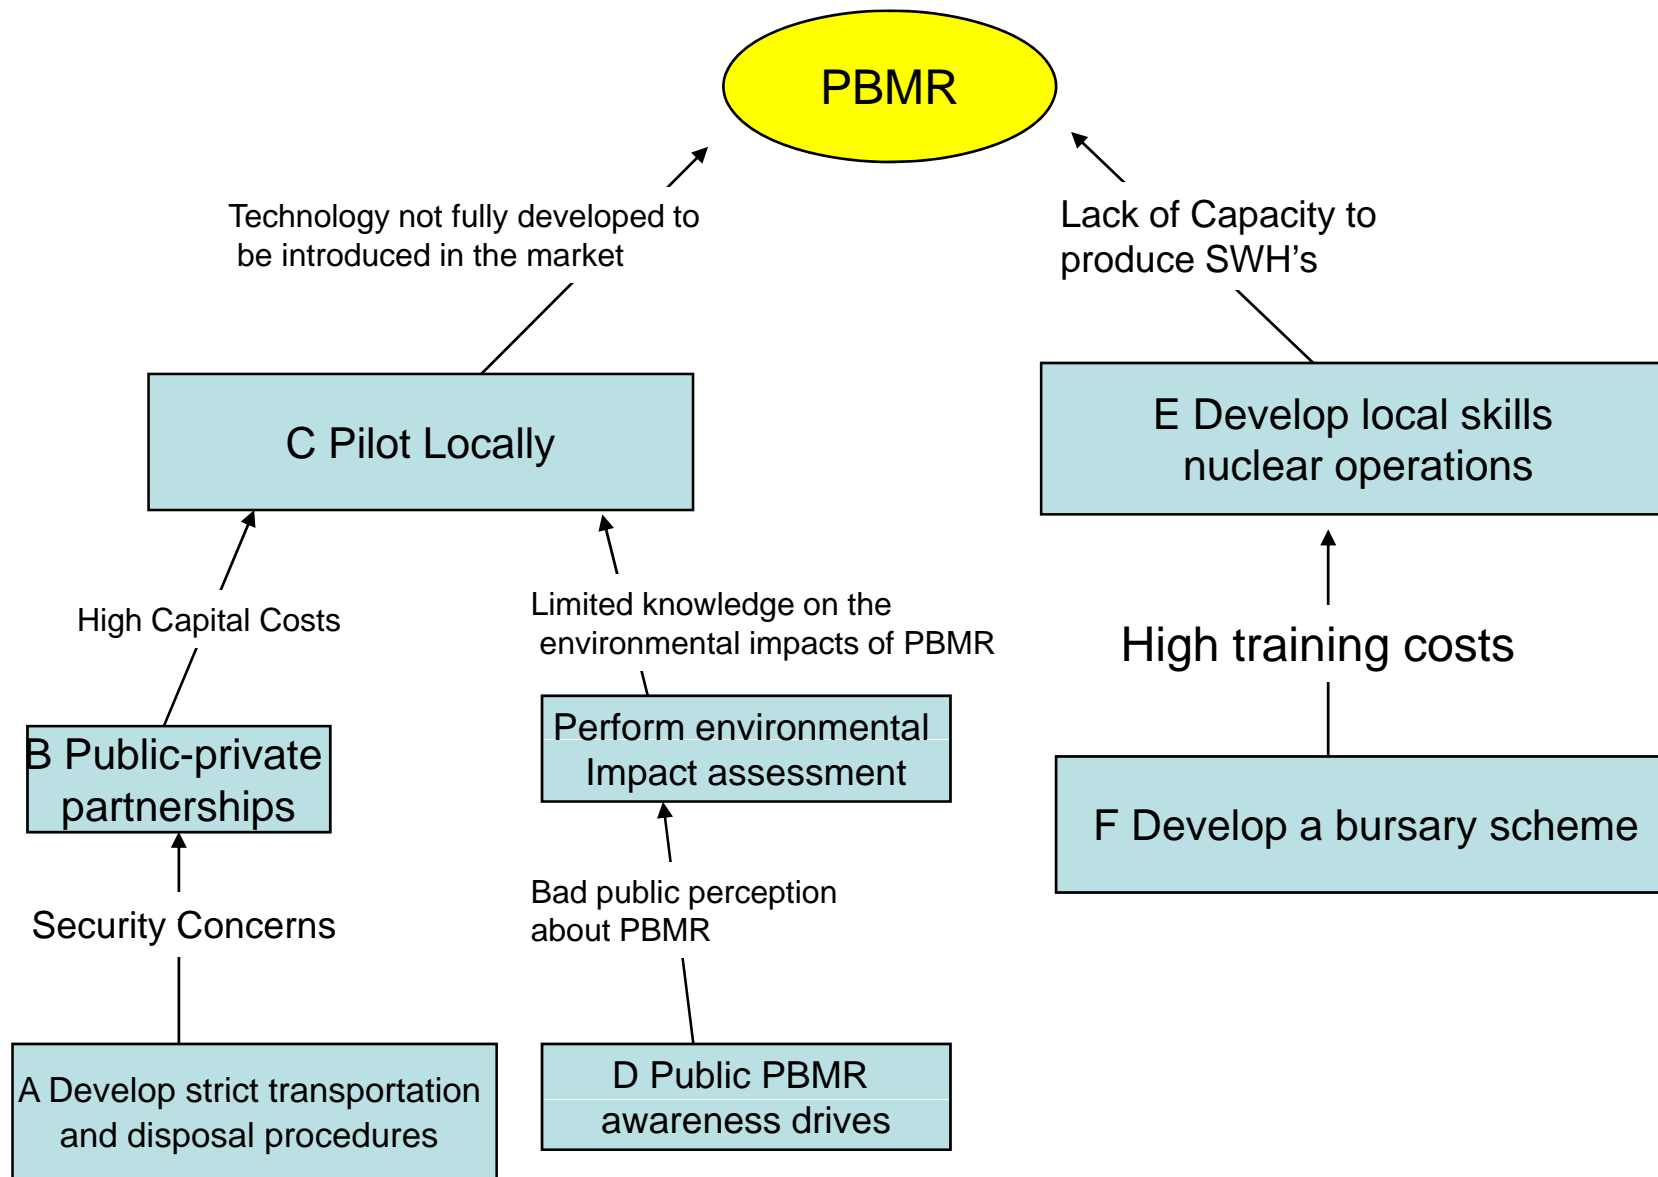 PBMR
Technology not fully developed to
be introduced in the market
Lack of Capacity to
produce SWH's
C Pilot Locally
E Develop local skills
nuclear operations
High Capital Costs
Limited knowledge on the
environmental impacts of PBMR
High training costs
B Public-private
partnerships
Perform environmental
Impact assessment
F Develop a bursary scheme
Security Concerns
Bad public perception
about PBMR
A Develop strict transportation
and disposal procedures
D Public PBMR
awareness drives